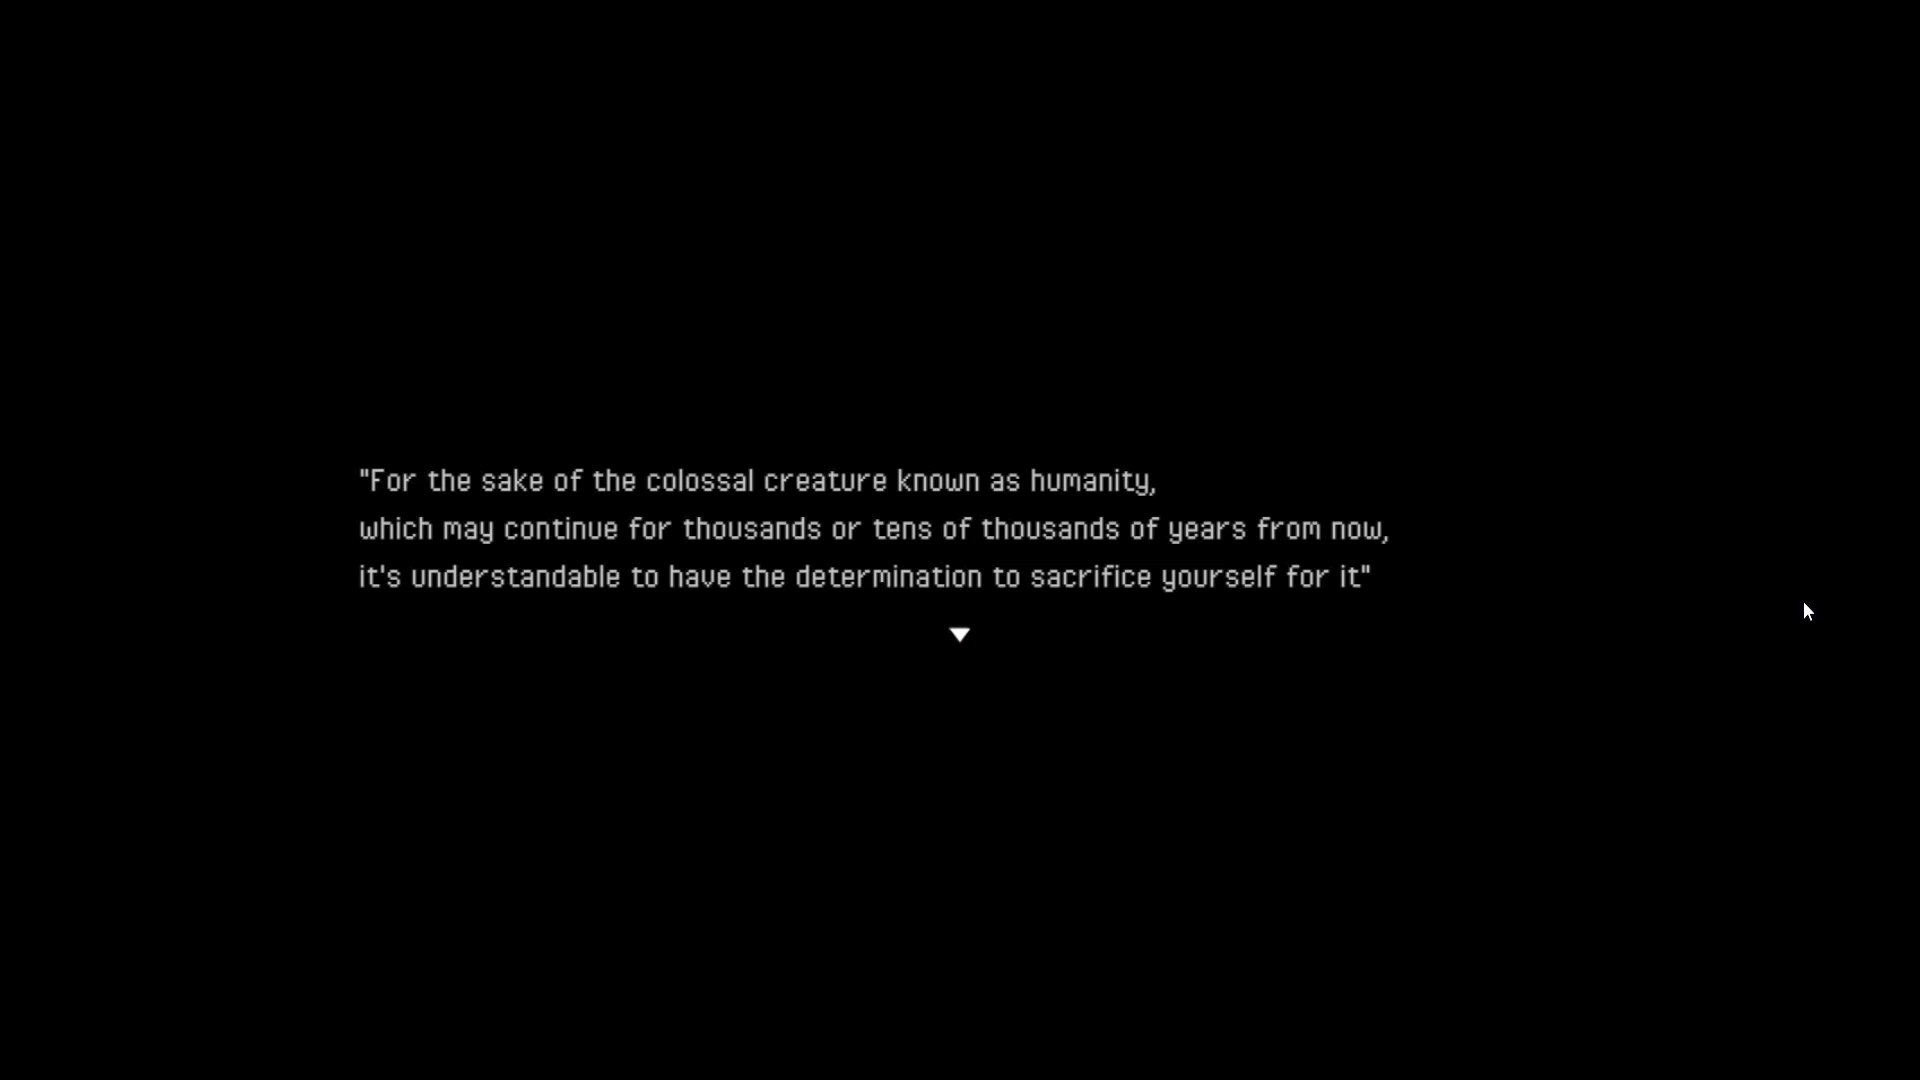 "For the sake of the colossal creature known as humanity,
which may continue for thousands or tens of thousands of years from now,
it's understandable to have the determination to sacrifice yourself for it"